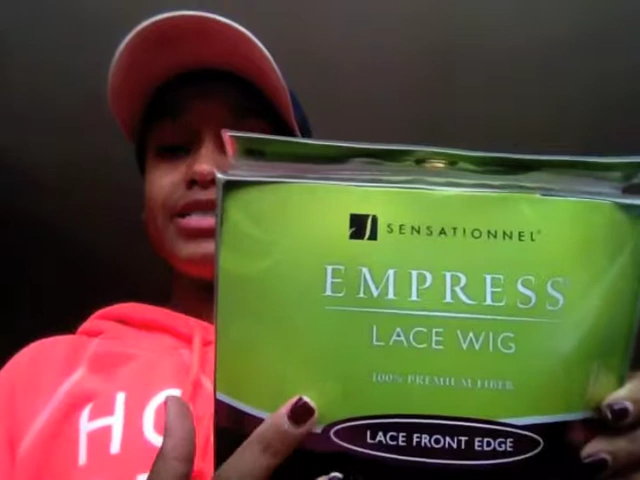 SENSATIONNEL®
EMPRESS
LACE WIG
100% PREMIUM FIBER
LACE FRONT EDGE